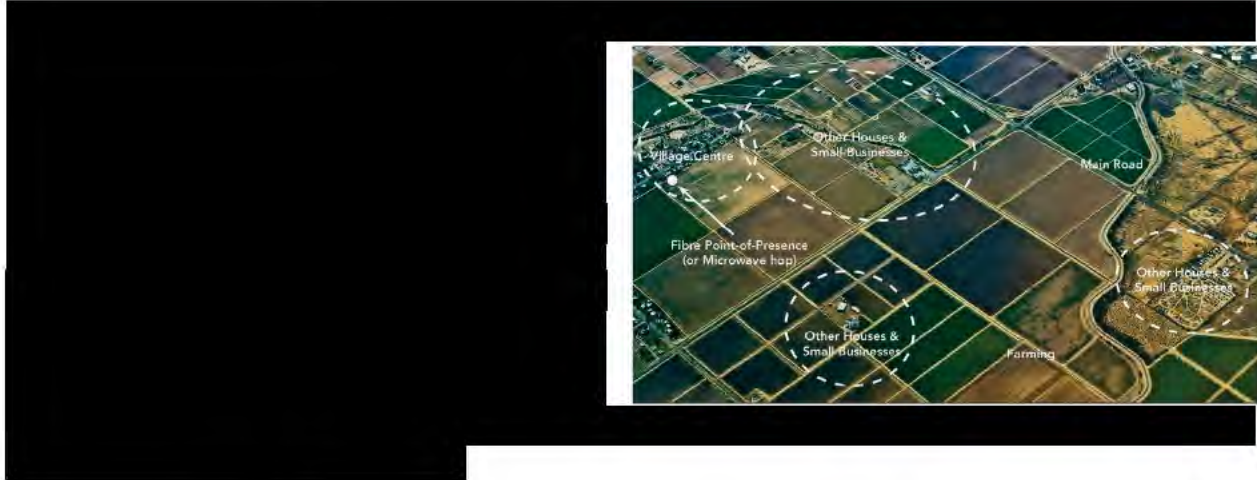 Other Houses &
Small Businesses
Village Centre
Main Road
Fibre Point-of-Presence
(or Microwave hop)
Other Houses &
Small Businesses
Other Houses &
Small Businesses
Farming